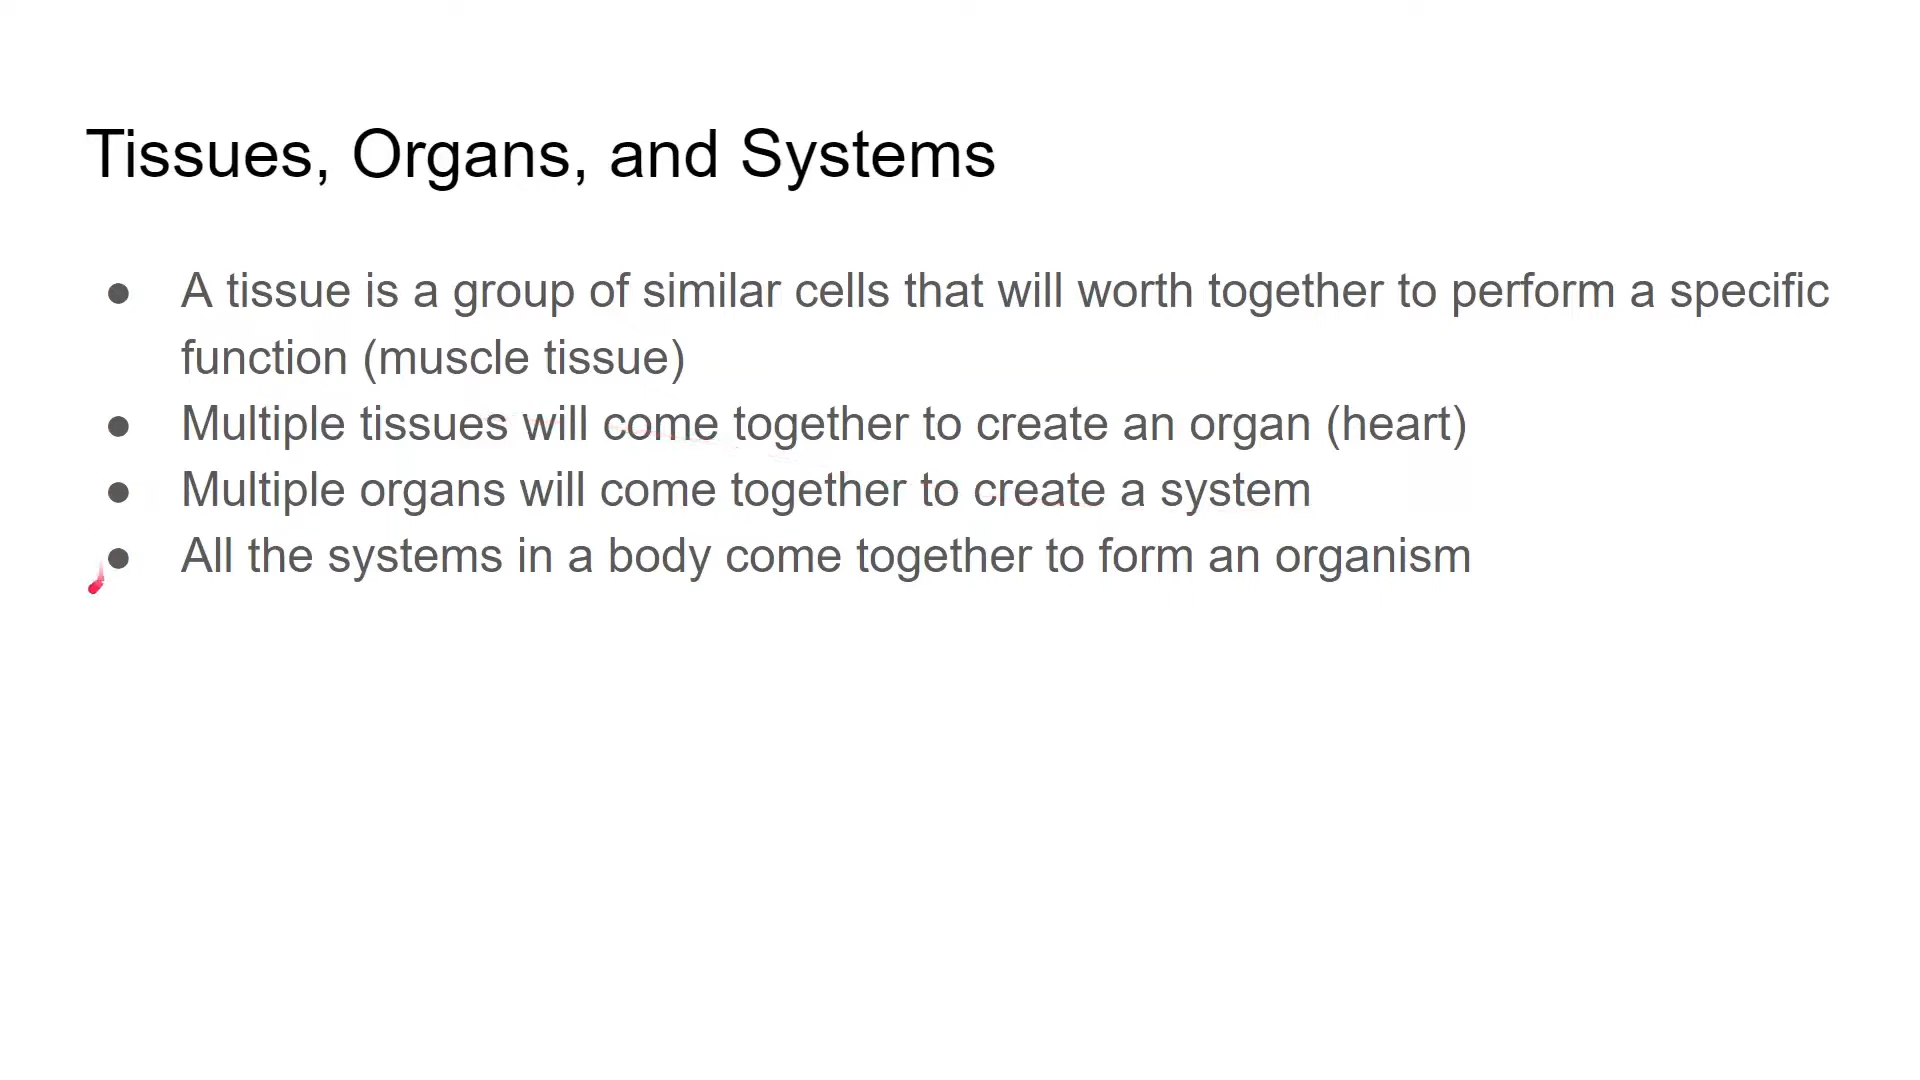 Tissues, Organs, and Systems
● A tissue is a group of similar cells that will worth together to perform a specific
function (muscle tissue)
● Multiple tissues will come together to create an organ (heart)
● Multiple organs will come together to create a system
● All the systems in a body come together to form an organism